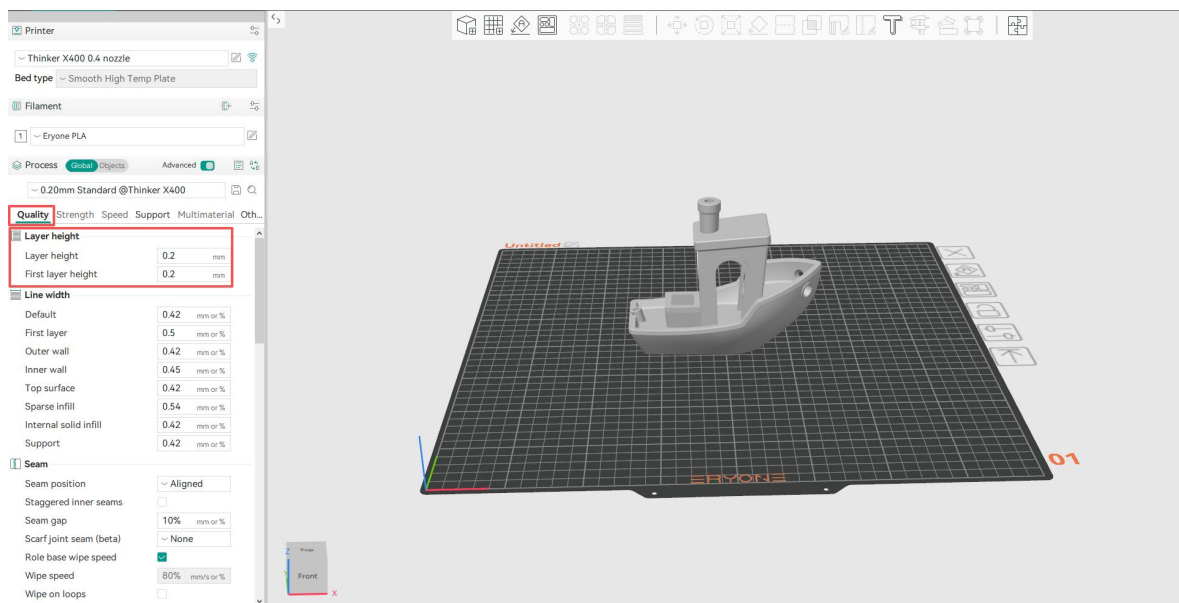 Printer
Thinker X400 0.4 nozzle
Bed type Smooth High Temp Plate
Filament
1 Eryone PLA
Process Global Objects Advanced
0.20mm Standard @Thinker X400
Quality Strength Speed Support Multimaterial Oth...
Layer height
Layer height 0.2 mm
First layer height 0.2 mm
Line width
Default 0.42 mm or %
First layer 0.5 mm or %
Outer wall 0.42 mm or %
Inner wall 0.45 mm or %
Top surface 0.42 mm or %
Sparse infill 0.54 mm or %
Internal solid infill 0.42 mm or %
Support 0.42 mm or %
Seam
Seam position Aligned
Staggered inner seams
Seam gap 10% mm or %
Scarf joint seam (beta) None
Role base wipe speed
Wipe speed 80% mm/s or %
Wipe on loops
Untitled
01
ERYONE
Z Top
Y Front
X